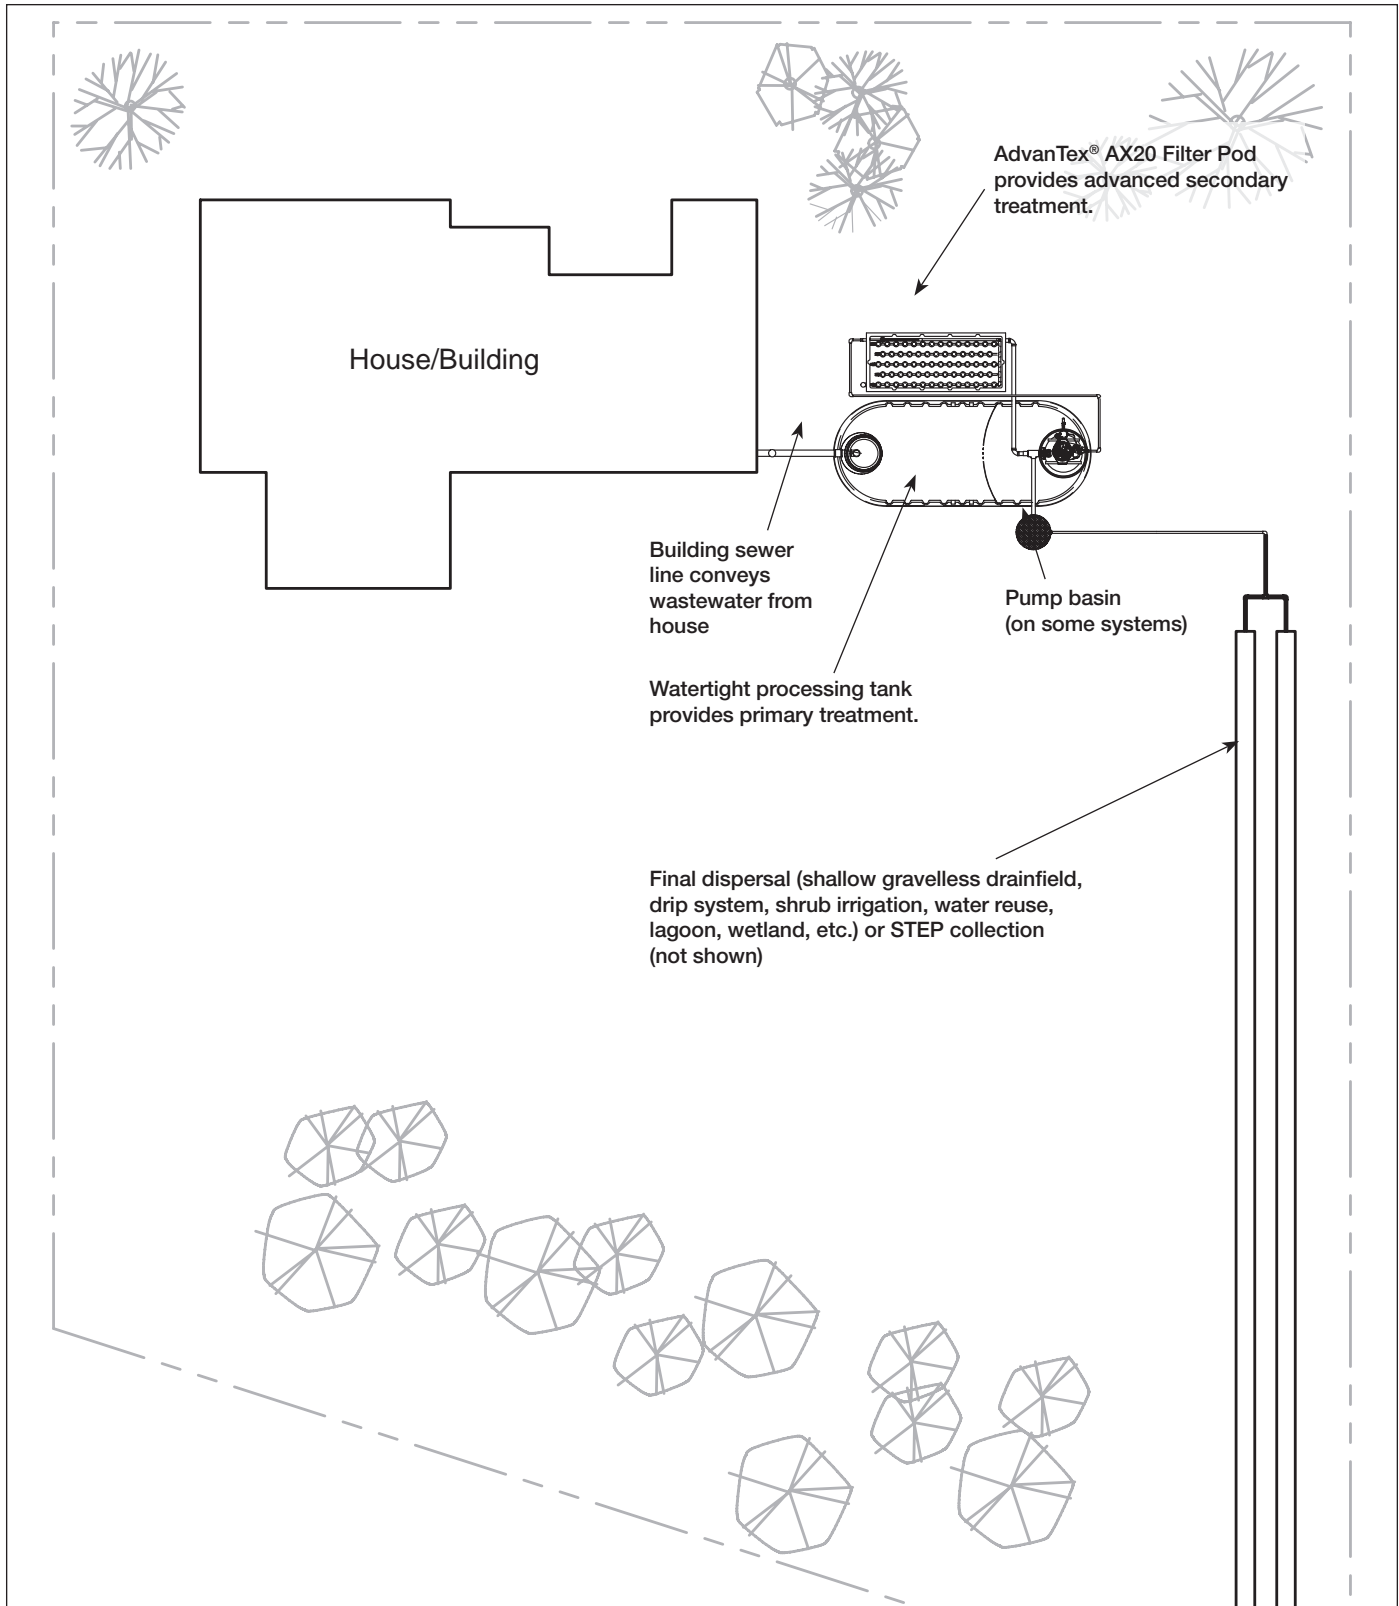 AdvanTex® AX20 Filter Pod
provides advanced secondary
treatment.
House/Building
Building sewer
line conveys
wastewater from
house
Pump basin
(on some systems)
Watertight processing tank
provides primary treatment.
Final dispersal (shallow gravelless drainfield,
drip system, shrub irrigation, water reuse,
lagoon, wetland, etc.) or STEP collection
(not shown)